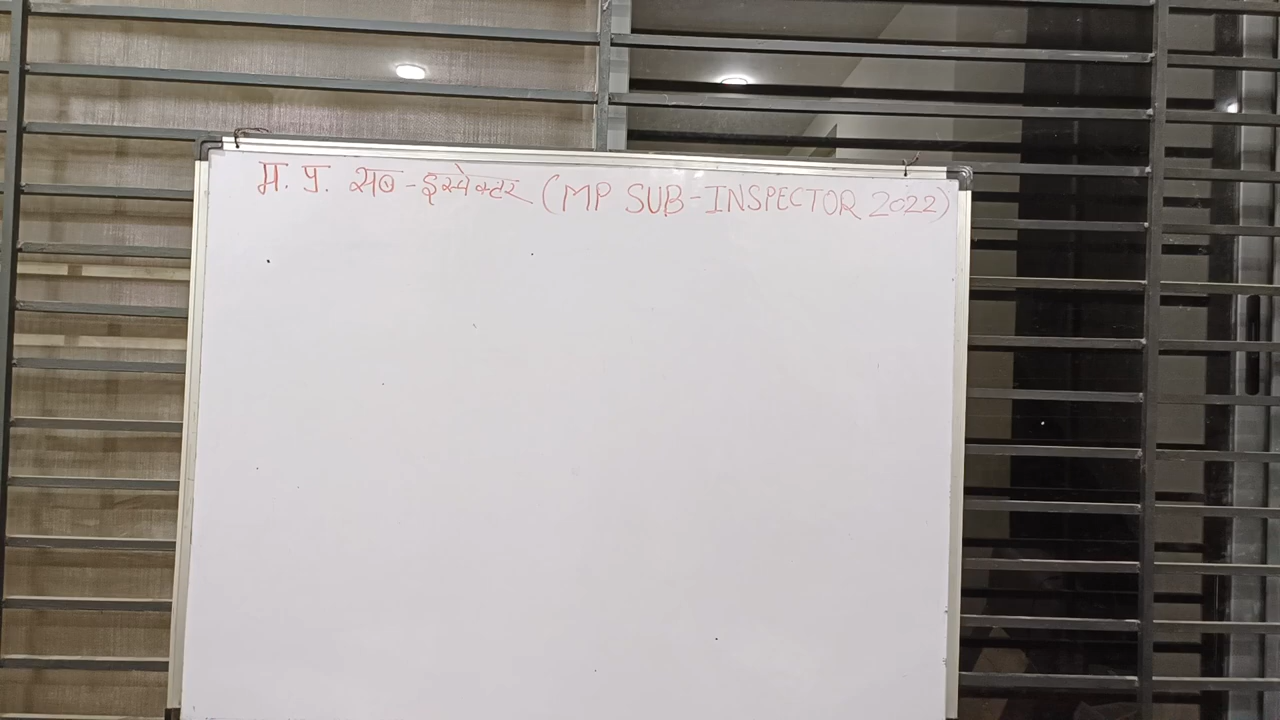 म. प्र. सब-इंस्पेक्टर (MP SUB-INSPECTOR 2022)